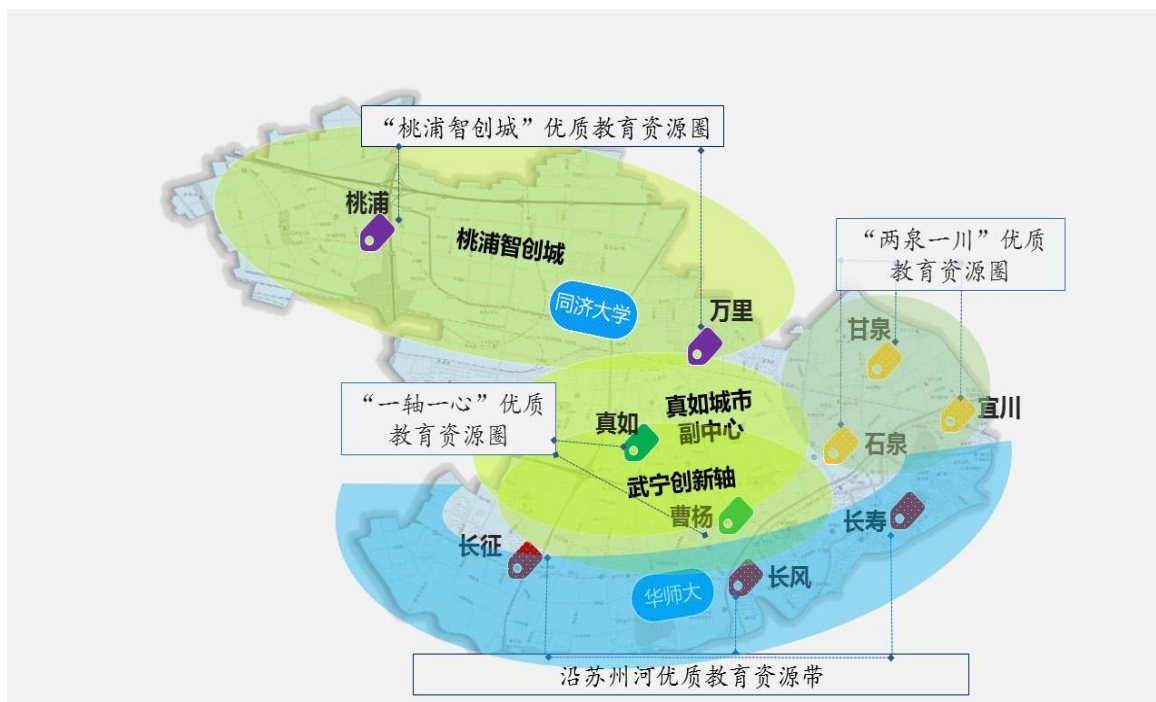 “桃浦智创城”优质教育资源圈
桃浦
桃浦智创城
同济大学
万里
“两泉一川”优质
教育资源圈
甘泉
宜川
石泉
“一轴一心”优质
教育资源圈
真如
真如城市
副中心
武宁创新轴
曹杨
长征
长寿
长风
华师大
沿苏州河优质教育资源带